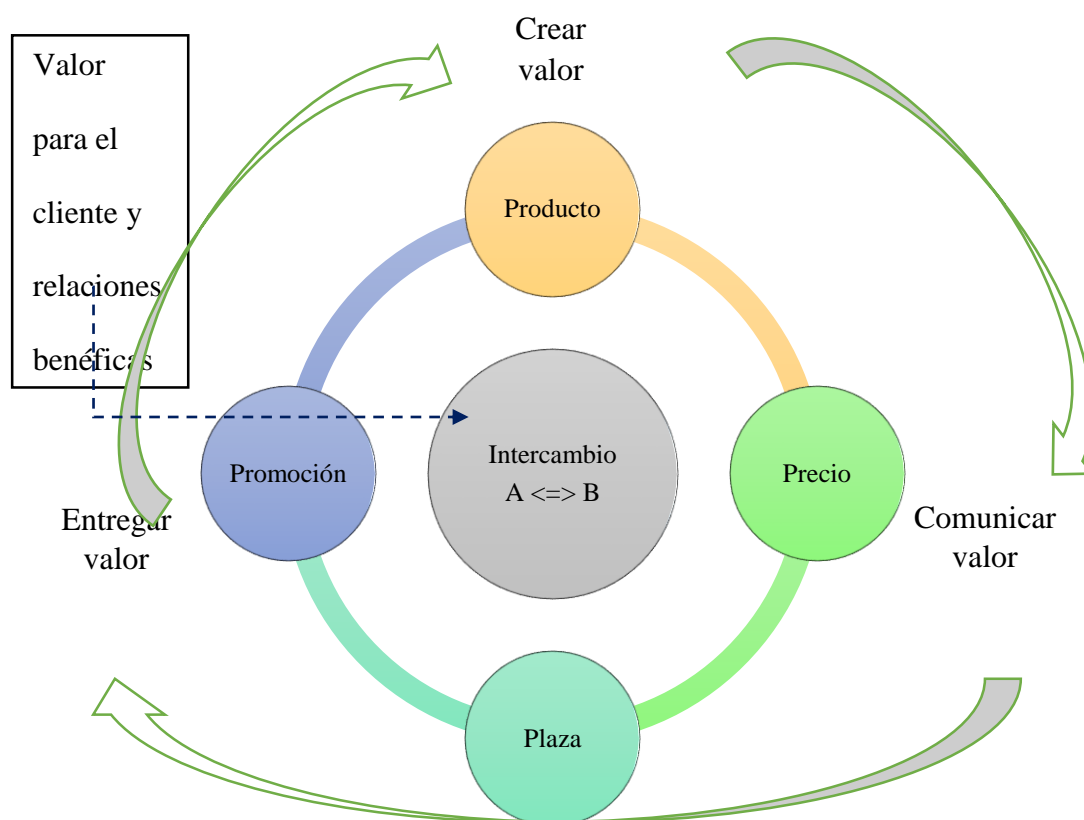 Crear
valor
Valor
para el
cliente y
relaciones
benéficas
Producto
Promoción
Intercambio
A <=> B
Precio
Entregar
valor
Comunicar
valor
Plaza